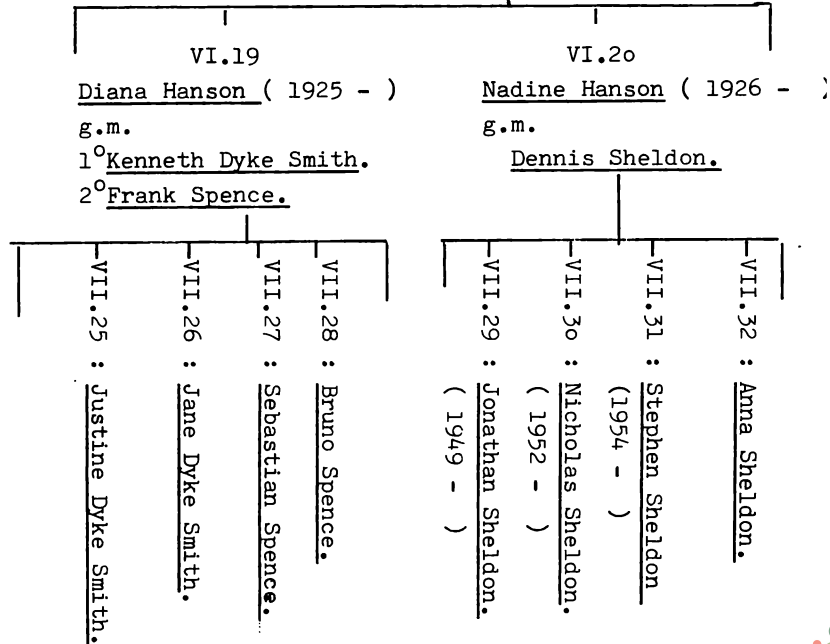 VI.19
Diana Hanson ( 1925 - )
g.m.
1° Kenneth Dyke Smith.
2° Frank Spence.
VI.2o
Nadine Hanson ( 1926 - )
g.m.
Dennis Sheldon.
VII.25 : Justine Dyke Smith.
VII.26 : Jane Dyke Smith.
VII.27 : Sebastian Spence.
VII.28 : Bruno Spence.
VII.29 : Jonathan Sheldon.
( 1949 - )
VII.3o : Nicholas Sheldon.
( 1952 - )
VII.31 : Stephen Sheldon
(1954 - )
VII.32 : Anna Sheldon.